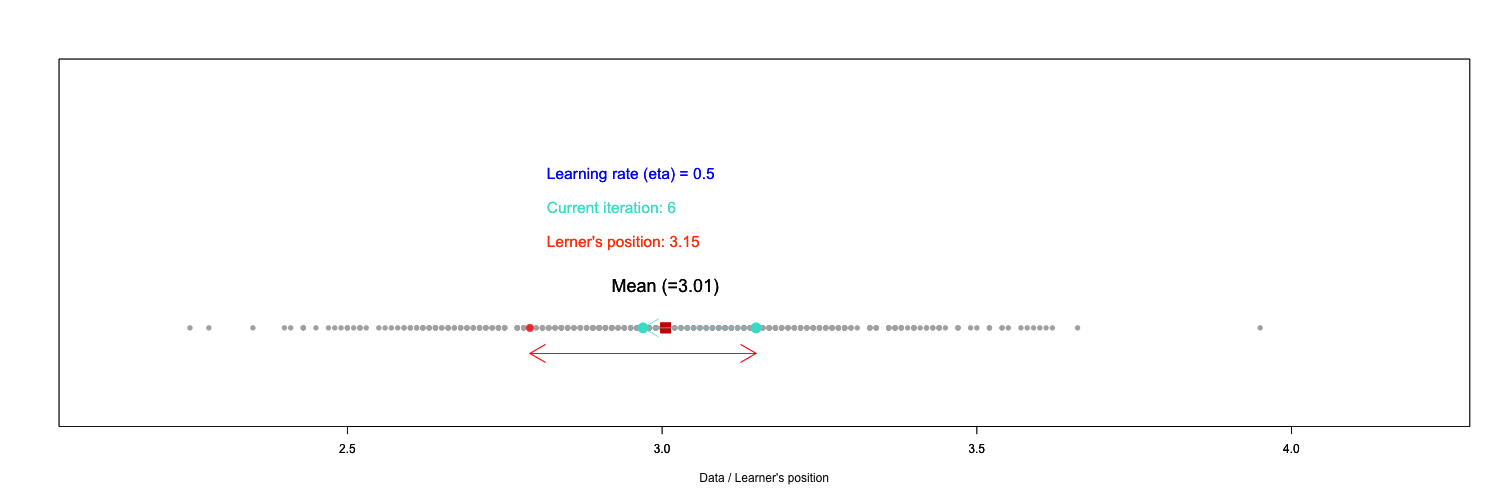 Learning rate (eta) = 0.5
Current iteration: 6
Lerner's position: 3.15
Mean (=3.01)
2.5 3.0 3.5 4.0
Data / Learner's position